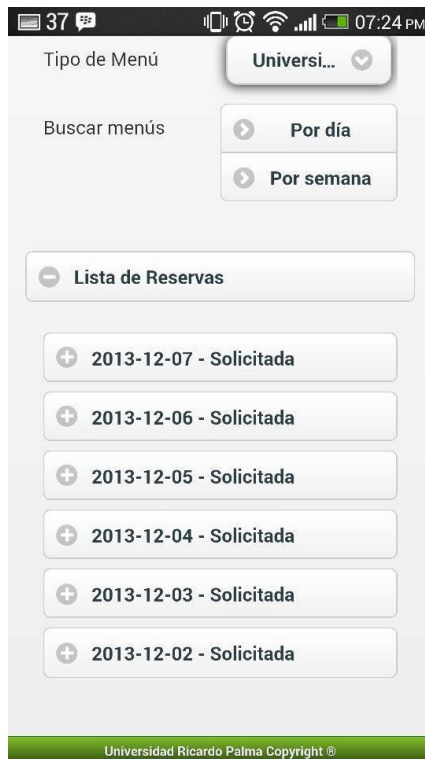 37 07:24 PM
Tipo de Menú Universi...
Buscar menús Por día
Por semana
Lista de Reservas
2013-12-07 - Solicitada
2013-12-06 - Solicitada
2013-12-05 - Solicitada
2013-12-04 - Solicitada
2013-12-03 - Solicitada
2013-12-02 - Solicitada
Universidad Ricardo Palma Copyright ®